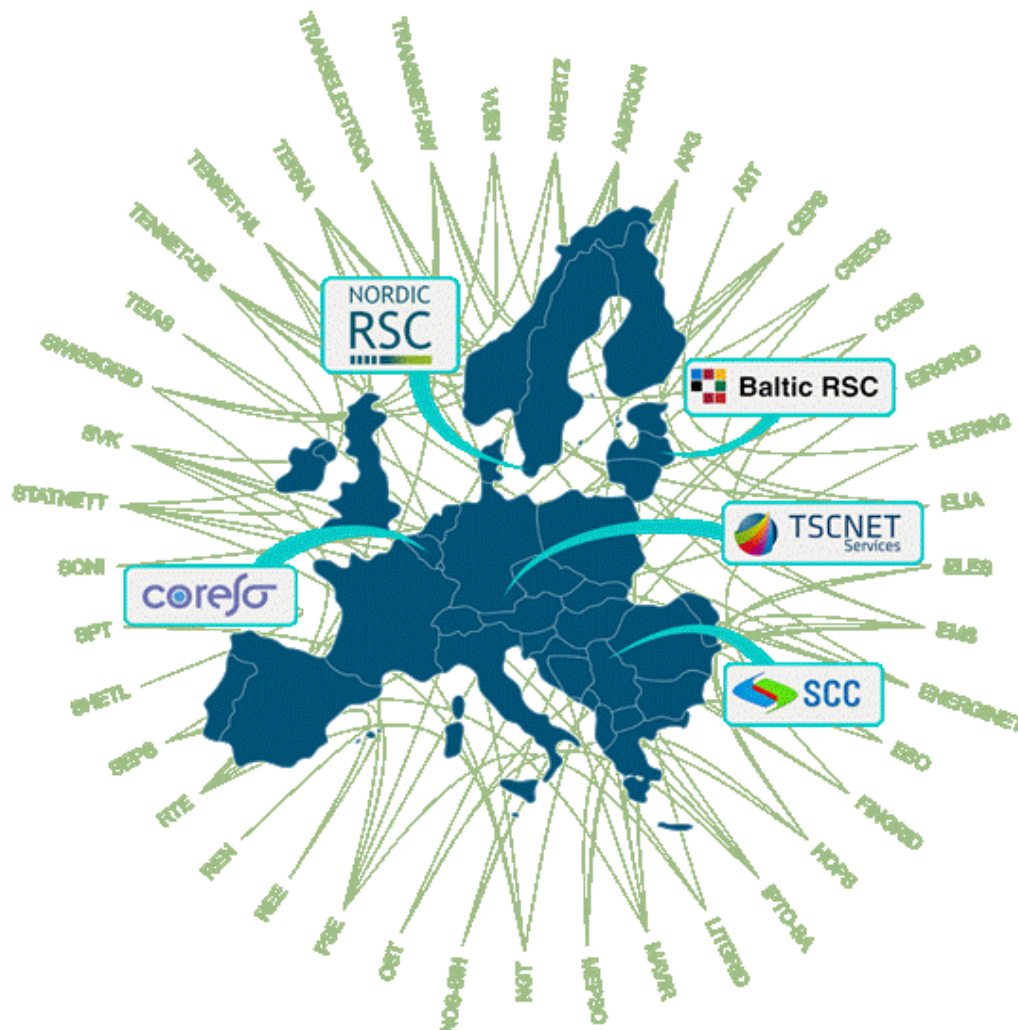 TRANSELECTRICA
TRANSNET-BW
VUEN
50HERTZ
AMPRION
APG
AST
CEPS
CREOS
CGES
EIRGRID
ELERING
ELIA
ELES
EMS
ENERGINET
ESO
FINGRID
HOPS
IPTO-SA
LITGRID
MAVIR
MEPSO
NGIT
NOS-BIH
OST
PSE
REE
REN
RTE
SEPS
SHETL
SPT
SONI
STATNETT
SVK
SWISSGRID
TEIAS
TENNET-DE
TENNET-NL
TERNA
NORDIC
RSC
Baltic RSC
TSCNET
Services
coreso
SCC